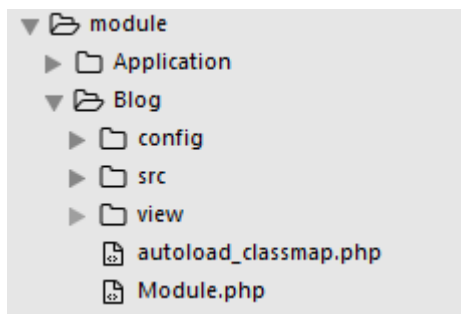 module
Application
Blog
config
src
view
autoload_classmap.php
Module.php